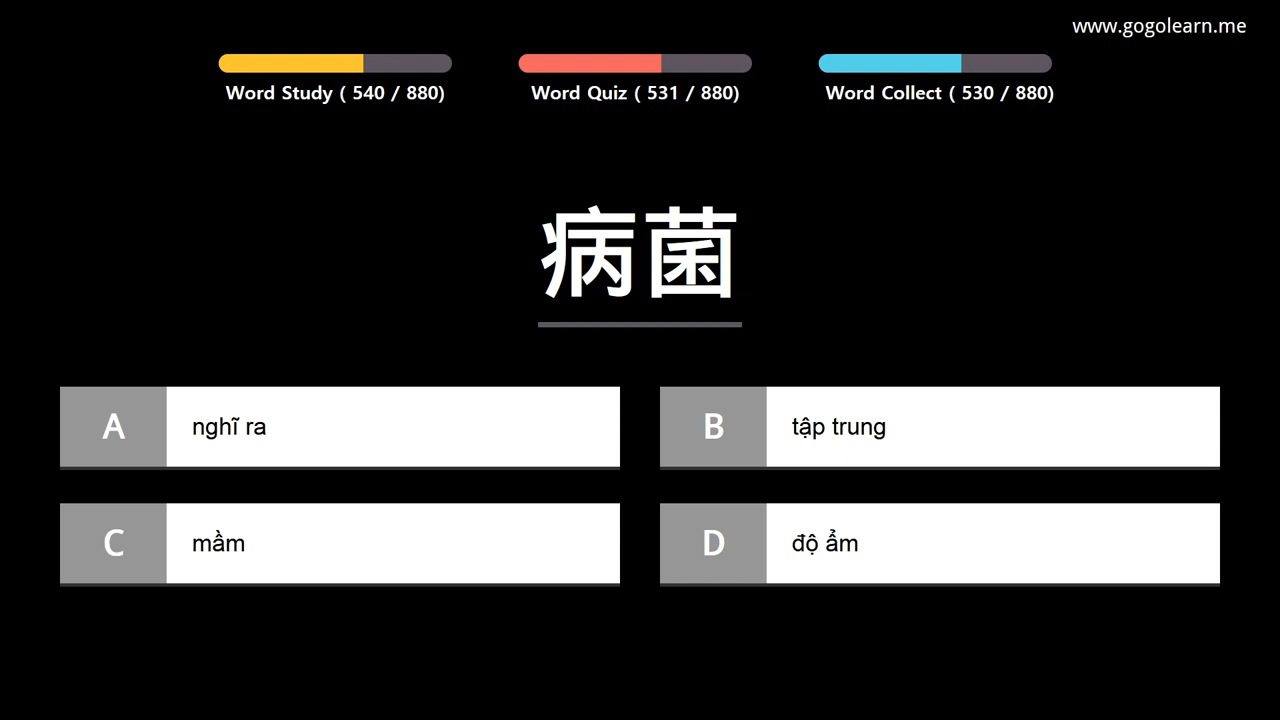 www.gogolearn.me
Word Study ( 540 / 880)
Word Quiz ( 531 / 880)
Word Collect ( 530 / 880)
病菌
A nghĩ ra
B tập trung
C mầm
D độ ẩm